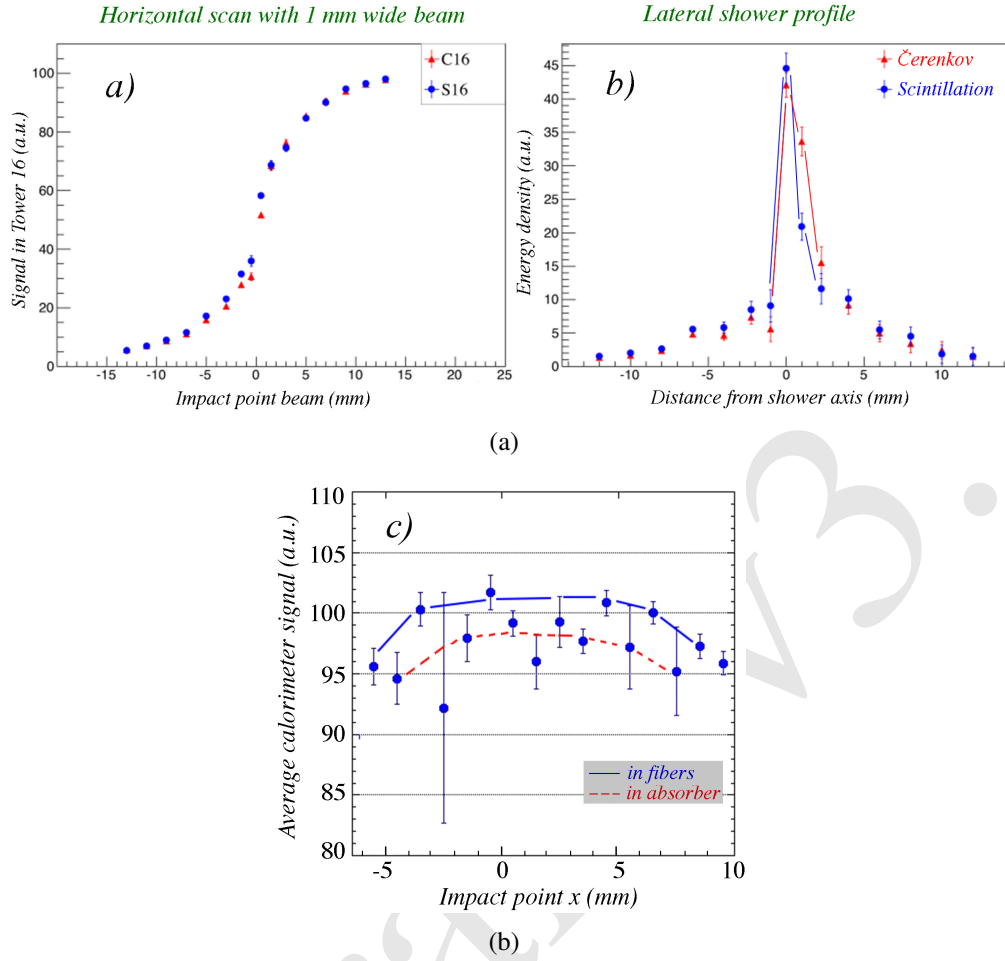 Horizontal scan with 1 mm wide beam
Lateral shower profile
a)
C16
S16
Signal in Tower 16 (a.u.)
100
80
60
40
20
0
-15 -10 -5 0 5 10 15 20 25
Impact point beam (mm)
b)
Čerenkov
Scintillation
Energy density (a.u.)
45
40
35
30
25
20
15
10
5
0
-10 -5 0 5 10
Distance from shower axis (mm)
(a)
c)
Average calorimeter signal (a.u.)
110
105
100
95
90
85
80
in fibers
in absorber
-5 0 5 10
Impact point x (mm)
(b)
v3.